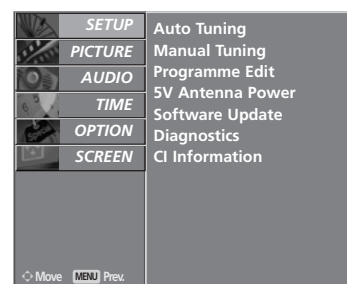 SETUP
PICTURE
AUDIO
TIME
OPTION
SCREEN
Auto Tuning
Manual Tuning
Programme Edit
5V Antenna Power
Software Update
Diagnostics
CI Information
Move MENU Prev.